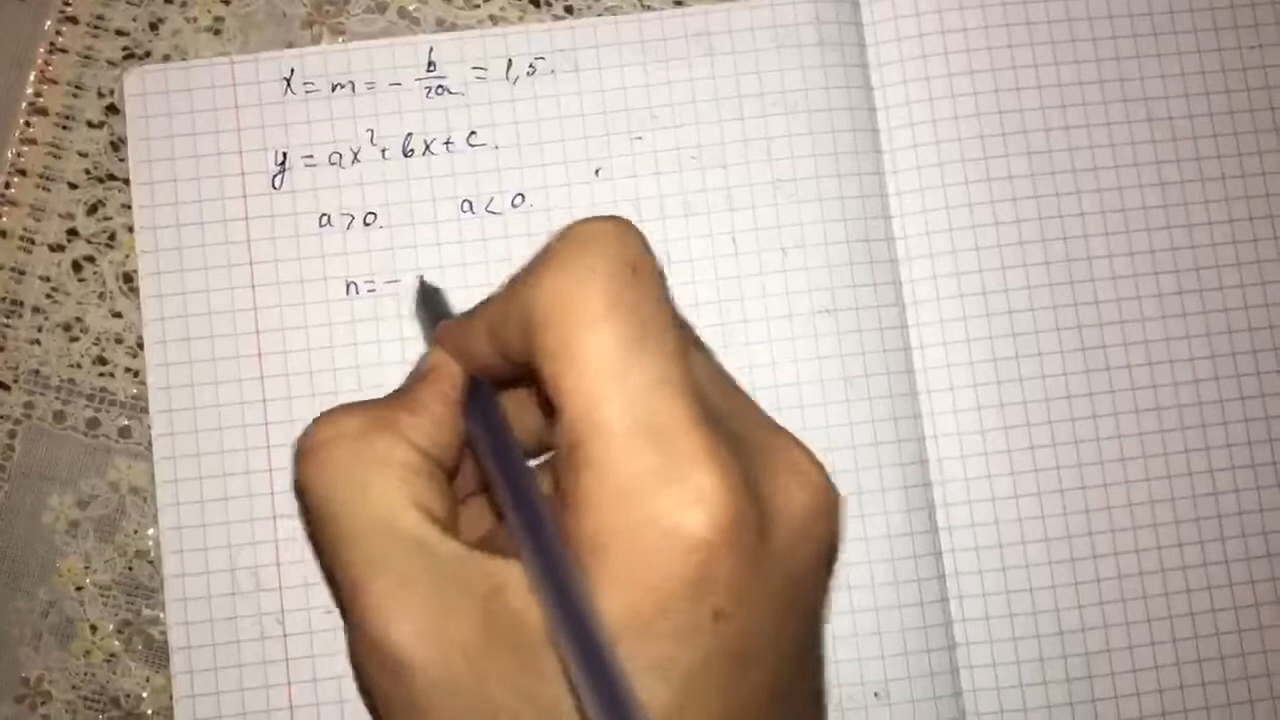 x = m = - b/2a = 1,5.
y = ax² + bx + c.
a > 0. a < 0.
n = -